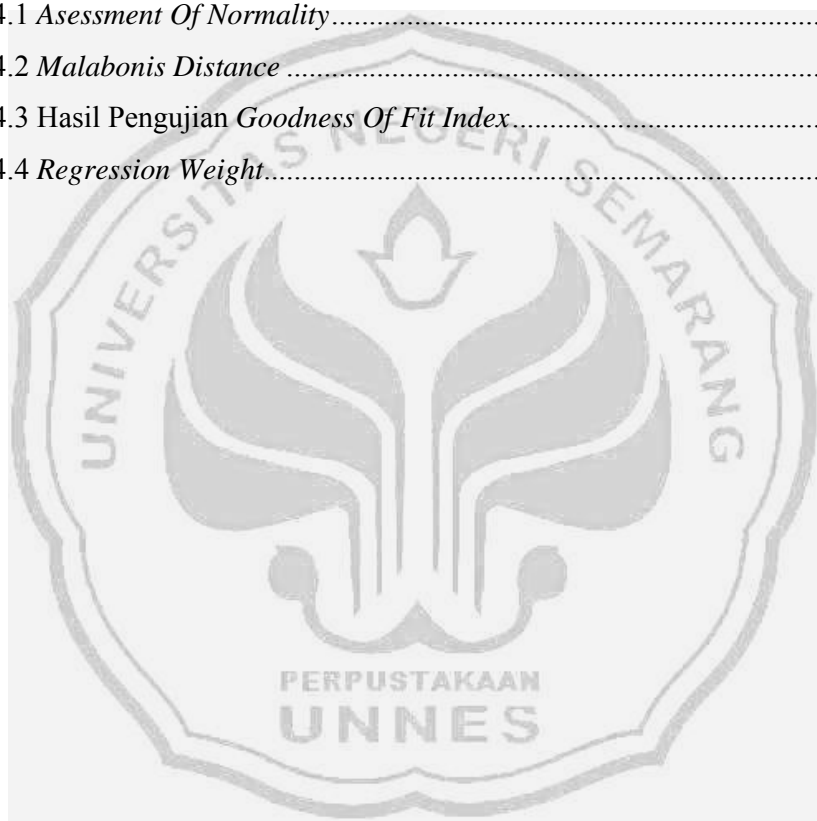 4.1 Asessment Of Normality
4.2 Malabonis Distance
4.3 Hasil Pengujian Goodness Of Fit Index
4.4 Regression Weight
UNIVERSITAS NEGERI SEMARANG
PERPUSTAKAAN
UNNES